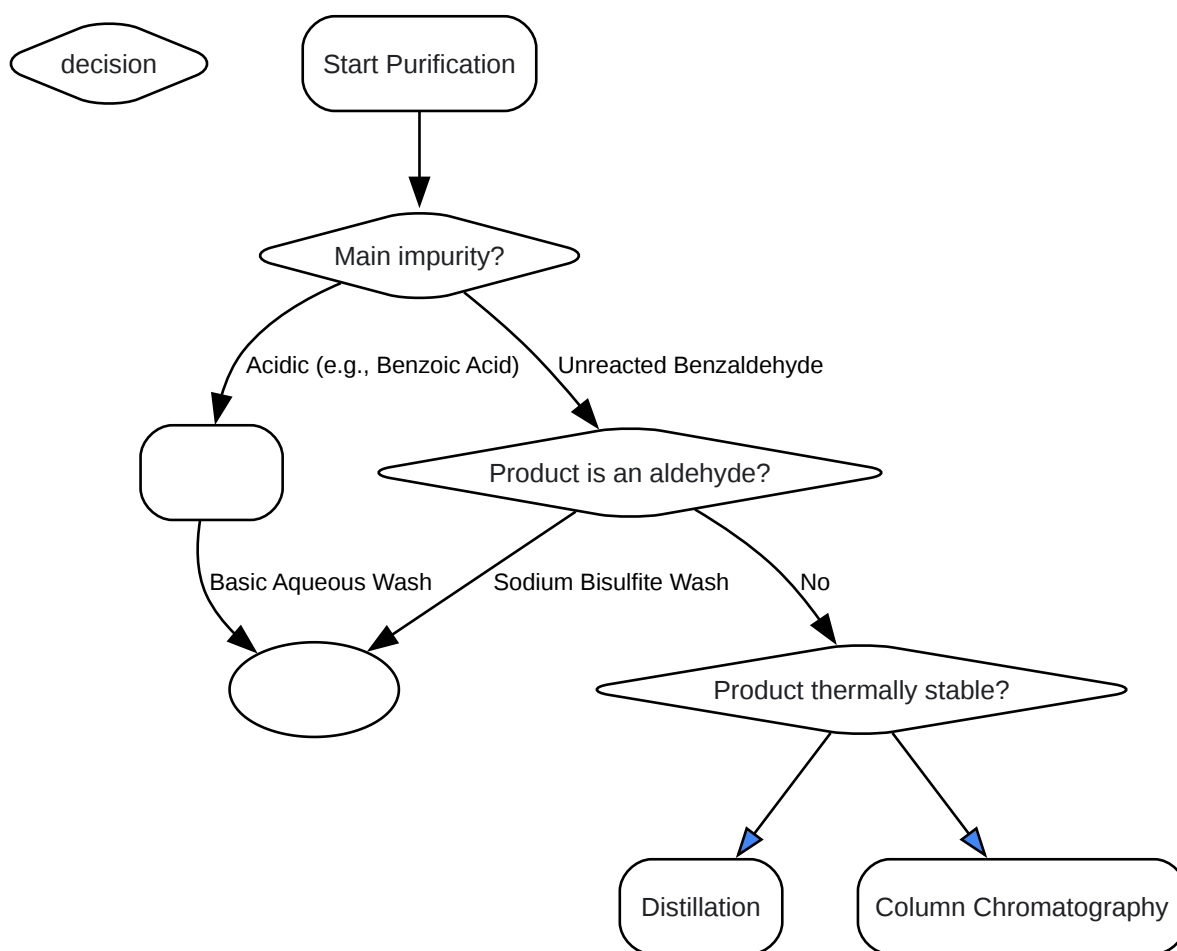 decision
Start Purification
Main impurity?
Acidic (e.g., Benzoic Acid)
Unreacted Benzaldehyde
Product is an aldehyde?
Basic Aqueous Wash
Sodium Bisulfite Wash
No
Product thermally stable?
Distillation
Column Chromatography